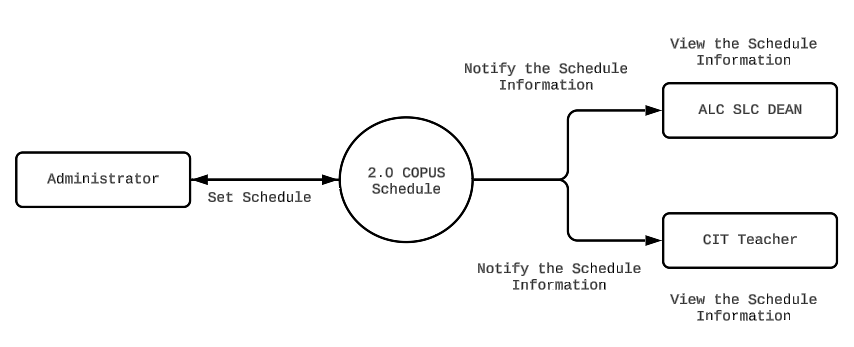 View the Schedule
Information
Notify the Schedule
Information
ALC SLC DEAN
Administrator
Set Schedule
2.0 COPUS
Schedule
CIT Teacher
Notify the Schedule
Information
View the Schedule
Information